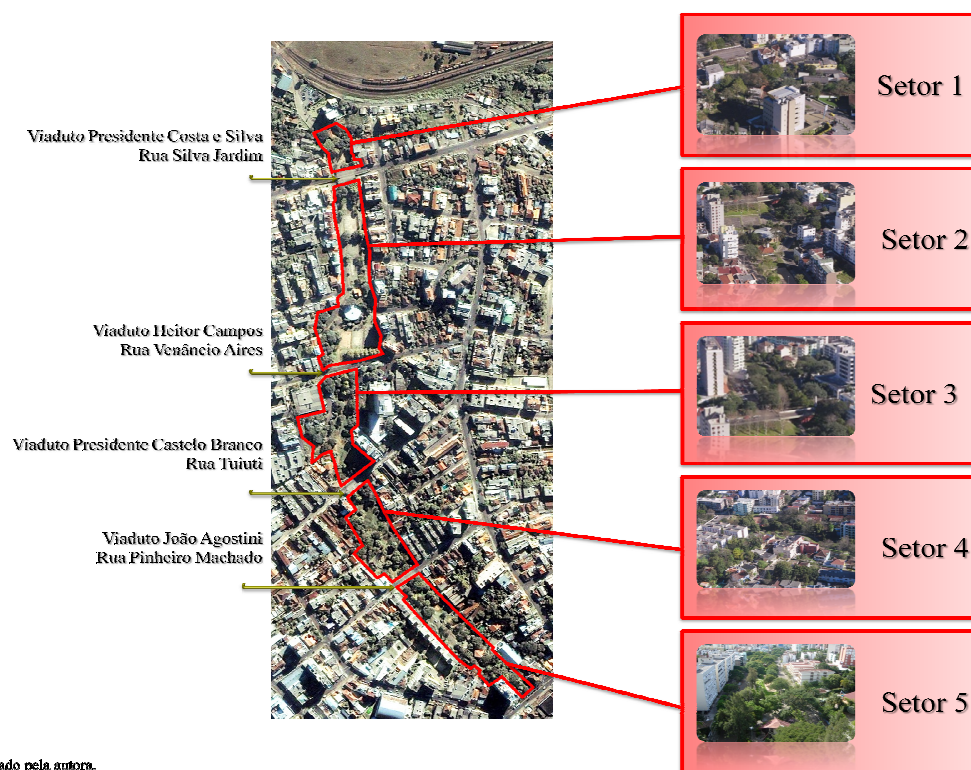 Viaduto Presidente Costa e Silva
Rua Silva Jardim
Viaduto Heitor Campos
Rua Venâncio Aires
Viaduto Presidente Castelo Branco
Rua Tuiuti
Viaduto João Agostini
Rua Pinheiro Machado
Setor 1
Setor 2
Setor 3
Setor 4
Setor 5
ado pela autora.